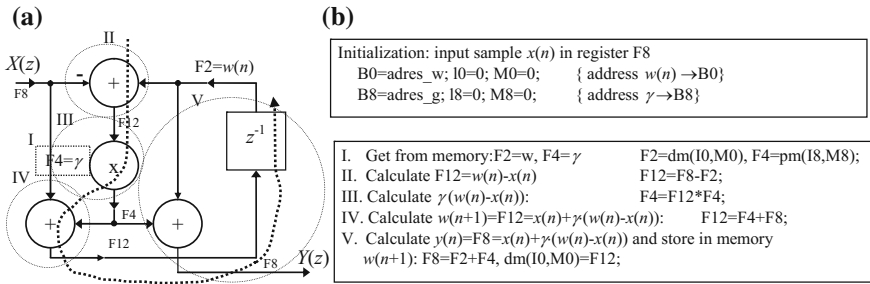 (a)
II
X(z)
-
+
F2=w(n)
F8
V
III
F12
I
F4=γ
x
z⁻¹
IV
F4
+
+
F12
F8
Y(z)
(b)
Initialization: input sample x(n) in register F8
B0=adres_w; l0=0; M0=0; { address w(n) →B0}
B8=adres_g; l8=0; M8=0; { address γ→B8}
I. Get from memory:F2=w, F4=γ F2=dm(I0,M0), F4=pm(I8,M8);
II. Calculate F12=w(n)-x(n) F12=F8-F2;
III. Calculate γ(w(n)-x(n)): F4=F12*F4;
IV. Calculate w(n+1)=F12=x(n)+γ(w(n)-x(n)): F12=F4+F8;
V. Calculate y(n)=F8=x(n)+γ(w(n)-x(n)) and store in memory
w(n+1): F8=F2+F4, dm(I0,M0)=F12;